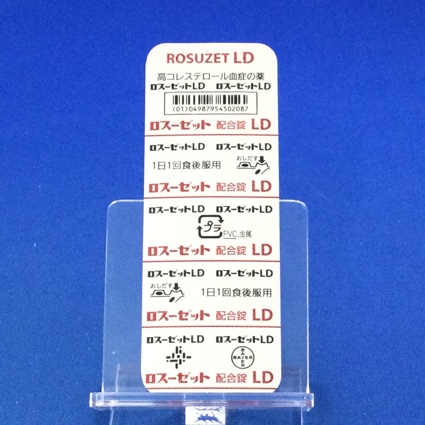 ROSUZET LD
高コレステロール血症の薬
ロスーゼットLD ロスーゼットLD
(01)04987954502087
ロスーゼット 配合錠 LD
ロスーゼットLD ロスーゼットLD
1日1回食後服用 おしだす
ロスーゼット 配合錠 LD
ロスーゼットLD ロスーゼットLD
プラ PVC,金属
ロスーゼット 配合錠 LD
ロスーゼットLD ロスーゼットLD
おしだす 1日1回食後服用
ロスーゼット 配合錠 LD
ロスーゼットLD ロスーゼットLD
BAYER
BAYER
ロスーゼット 配合錠 LD